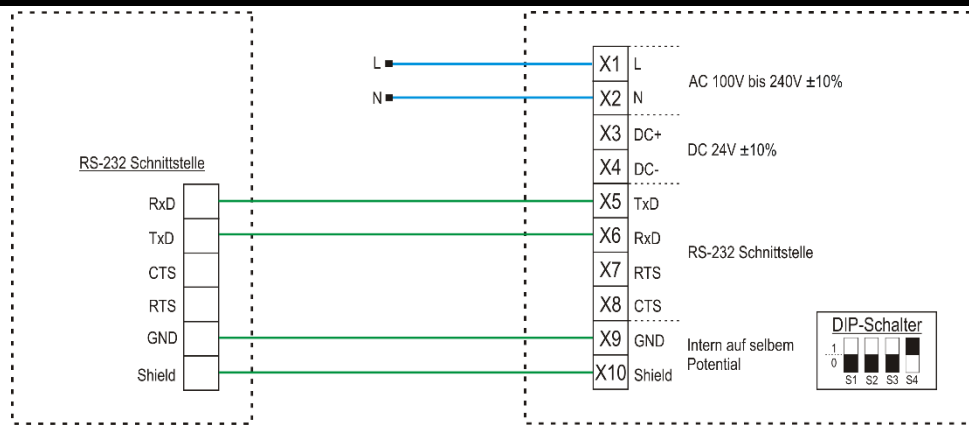 RS-232 Schnittstelle
RxD
TxD
CTS
RTS
GND
Shield
L
N
X1 L
X2 N
AC 100V bis 240V ±10%
X3 DC+
X4 DC-
DC 24V ±10%
X5 TxD
X6 RxD
X7 RTS
X8 CTS
RS-232 Schnittstelle
X9 GND
X10 Shield
Intern auf selbem
Potential
DIP-Schalter
1
0
S1 S2 S3 S4